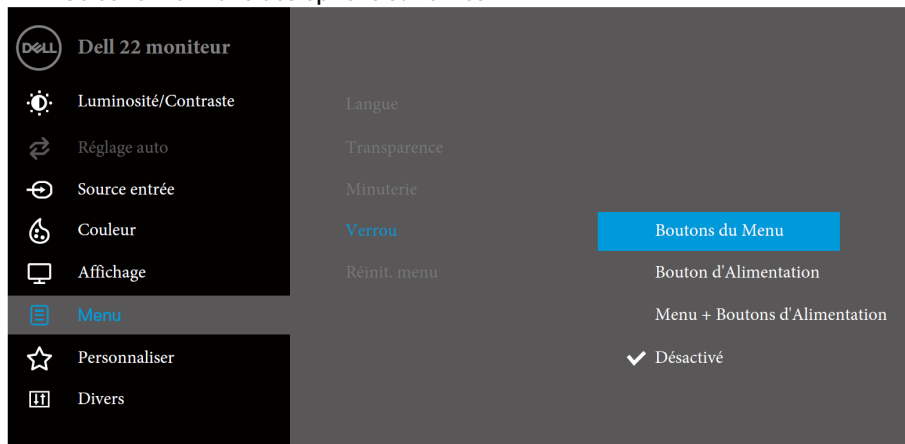 DELL
Dell 22 moniteur
Luminosité/Contraste
Réglage auto
Source entrée
Couleur
Affichage
Menu
Personnaliser
Divers
Langue
Transparence
Minuterie
Verrou
Réinit. menu
Boutons du Menu
Bouton d'Alimentation
Menu + Boutons d'Alimentation
Désactivé